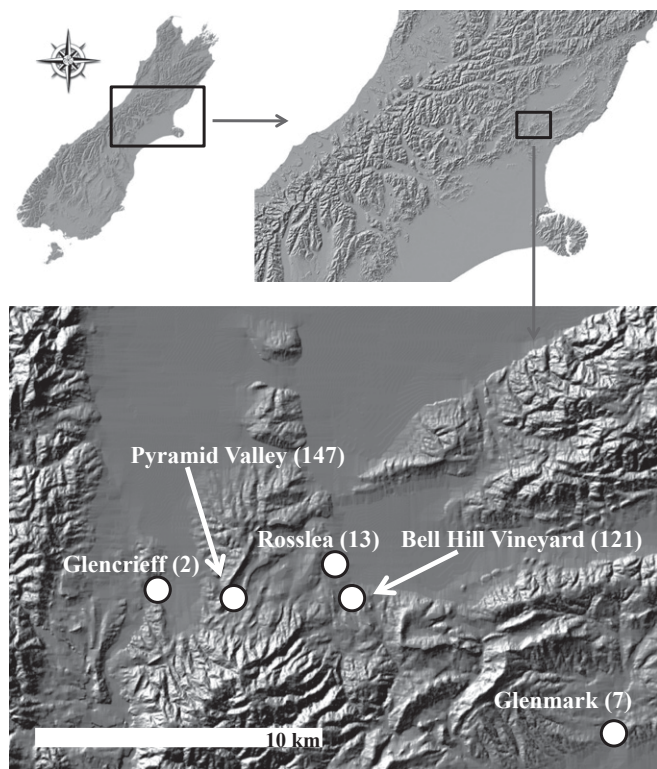 Pyramid Valley (147)
Rosslea (13)
Bell Hill Vineyard (121)
Glencrieff (2)
Glenmark (7)
10 km